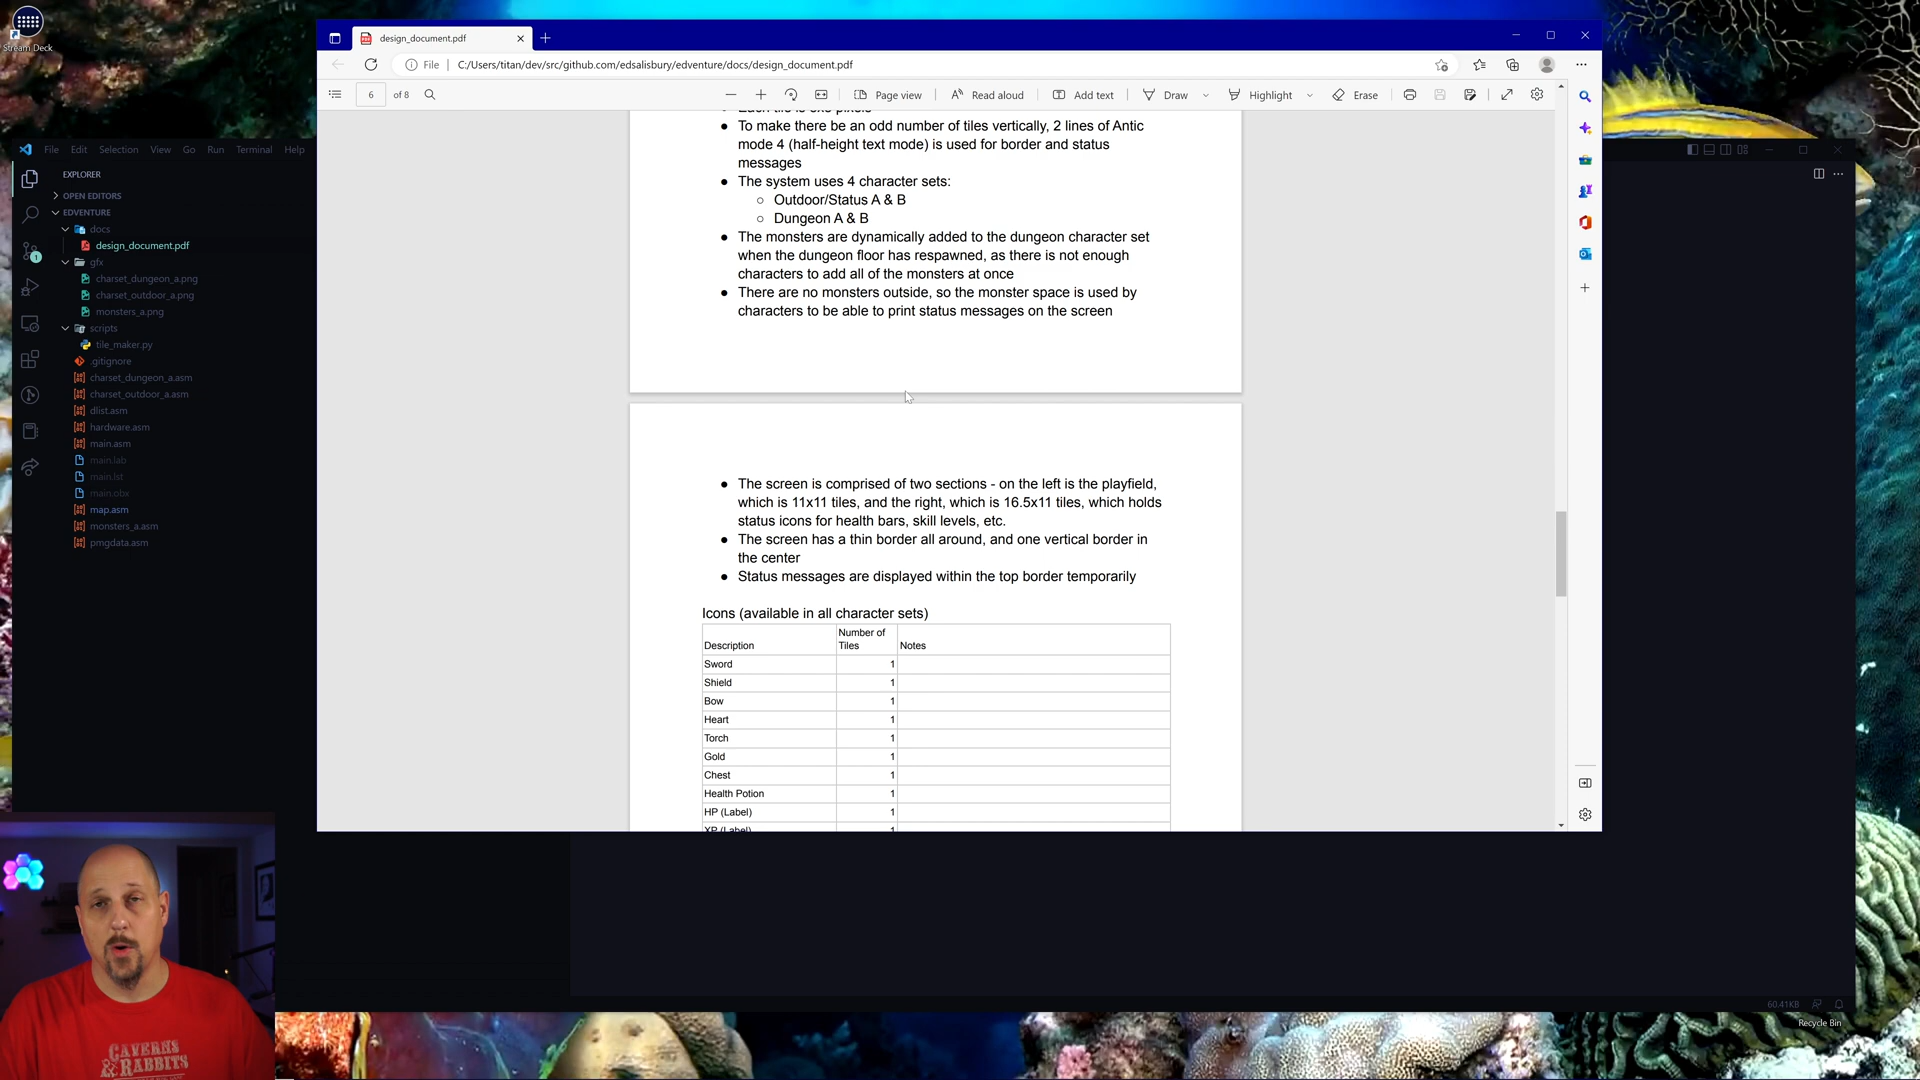 Stream Deck
design_document.pdf
File
C:/Users/titan/dev/src/github.com/edsalisbury/edventure/docs/design_document.pdf
6 of 8
Page view
Read aloud
Add text
Draw
Highlight
Erase
File Edit Selection View Go Run Terminal Help
EXPLORER
OPEN EDITORS
EDVENTURE
docs
design_document.pdf
gfx
charset_dungeon_a.png
charset_outdoor_a.png
monsters_a.png
scripts
tile_maker.py
.gitignore
charset_dungeon_a.asm
charset_outdoor_a.asm
dlist.asm
hardware.asm
main.asm
main.lab
main.lst
main.obx
map.asm
monsters_a.asm
pmgdata.asm
1
● To make there be an odd number of tiles vertically, 2 lines of Antic
mode 4 (half-height text mode) is used for border and status
messages
● The system uses 4 character sets:
○ Outdoor/Status A & B
○ Dungeon A & B
● The monsters are dynamically added to the dungeon character set
when the dungeon floor has respawned, as there is not enough
characters to add all of the monsters at once
● There are no monsters outside, so the monster space is used by
characters to be able to print status messages on the screen
● The screen is comprised of two sections - on the left is the playfield,
which is 11x11 tiles, and the right, which is 16.5x11 tiles, which holds
status icons for health bars, skill levels, etc.
● The screen has a thin border all around, and one vertical border in
the center
● Status messages are displayed within the top border temporarily
Icons (available in all character sets)
Description Number of Tiles Notes
Sword 1
Shield 1
Bow 1
Heart 1
Torch 1
Gold 1
Chest 1
Health Potion 1
HP (Label) 1
XP (Label) 1
60.41KB
Recycle Bin
CAVERNS
& RABBITS